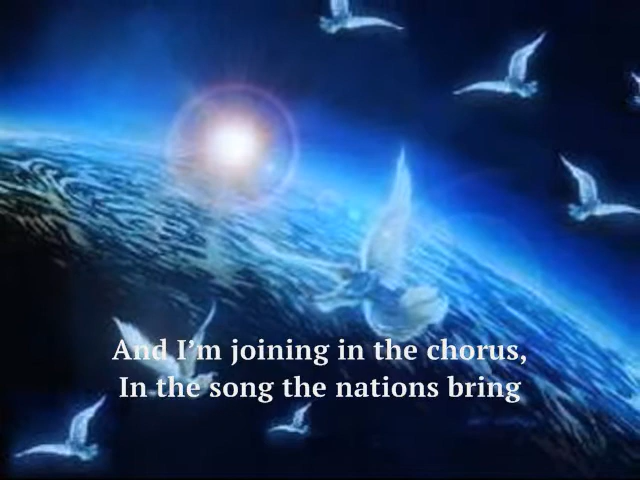 And I’m joining in the chorus,
In the song the nations bring